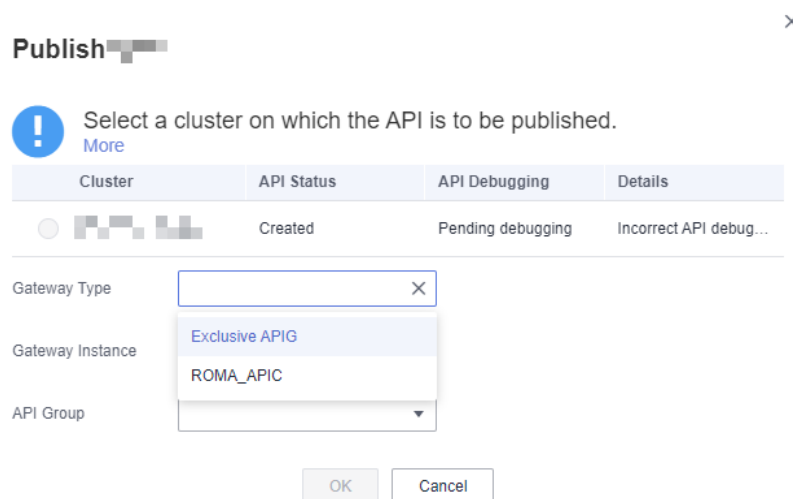 Publish
Select a cluster on which the API is to be published.
More
Cluster API Status API Debugging Details
Created Pending debugging Incorrect API debug...
Gateway Type
Exclusive APIG
Gateway Instance
ROMA_APIC
API Group
OK Cancel